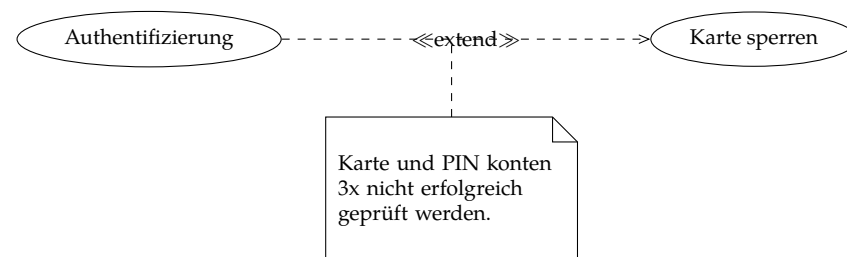 Authentifizierung
≪extend≫
Karte sperren
Karte und PIN konten
3x nicht erfolgreich
geprüft werden.